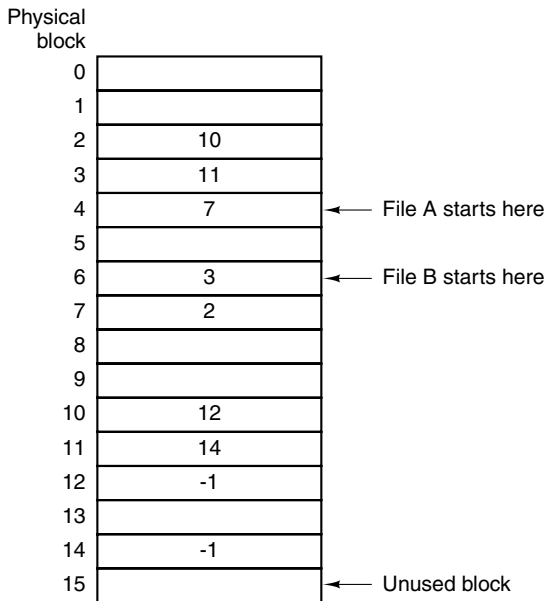 Physical
block
0
1
2 10
3 11
4 7 File A starts here
5
6 3 File B starts here
7 2
8
9
10 12
11 14
12 -1
13
14 -1
15 Unused block